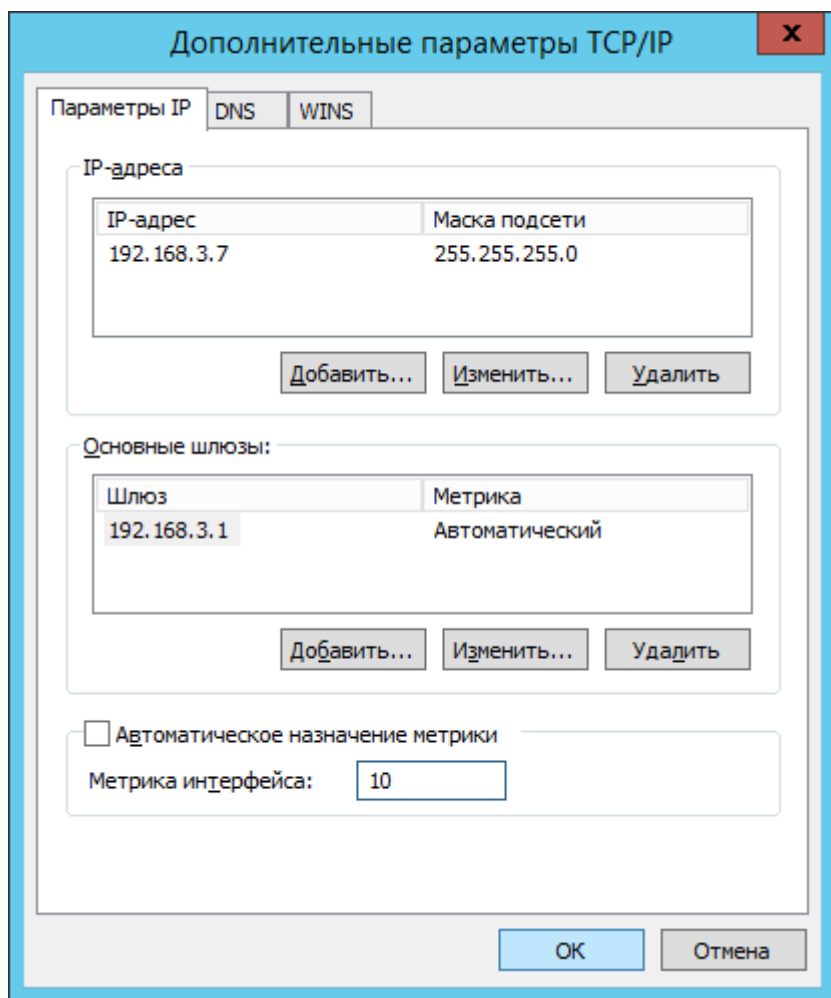 Дополнительные параметры TCP/IP
x
Параметры IP DNS WINS
IP-адреса
IP-адрес Маска подсети
192.168.3.7 255.255.255.0
Добавить... Изменить... Удалить
Основные шлюзы:
Шлюз Метрика
192.168.3.1 Автоматический
Добавить... Изменить... Удалить
Автоматическое назначение метрики
Метрика интерфейса: 10
OK Отмена